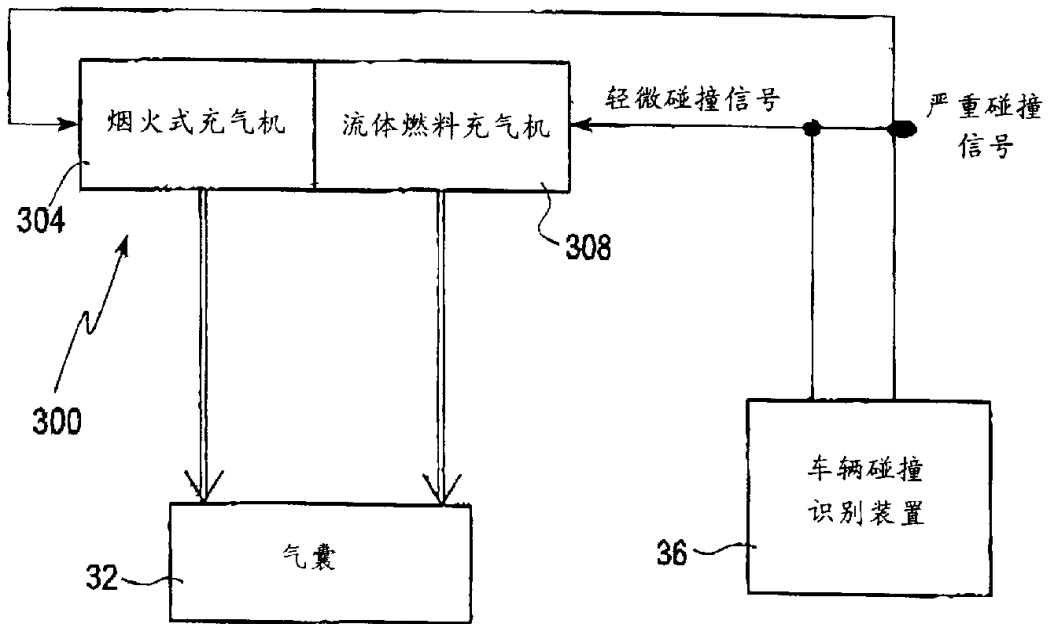 烟火式充气机
流体燃料充气机
轻微碰撞信号
严重碰撞
信号
304
308
300
车辆碰撞
识别装置
36
气囊
32